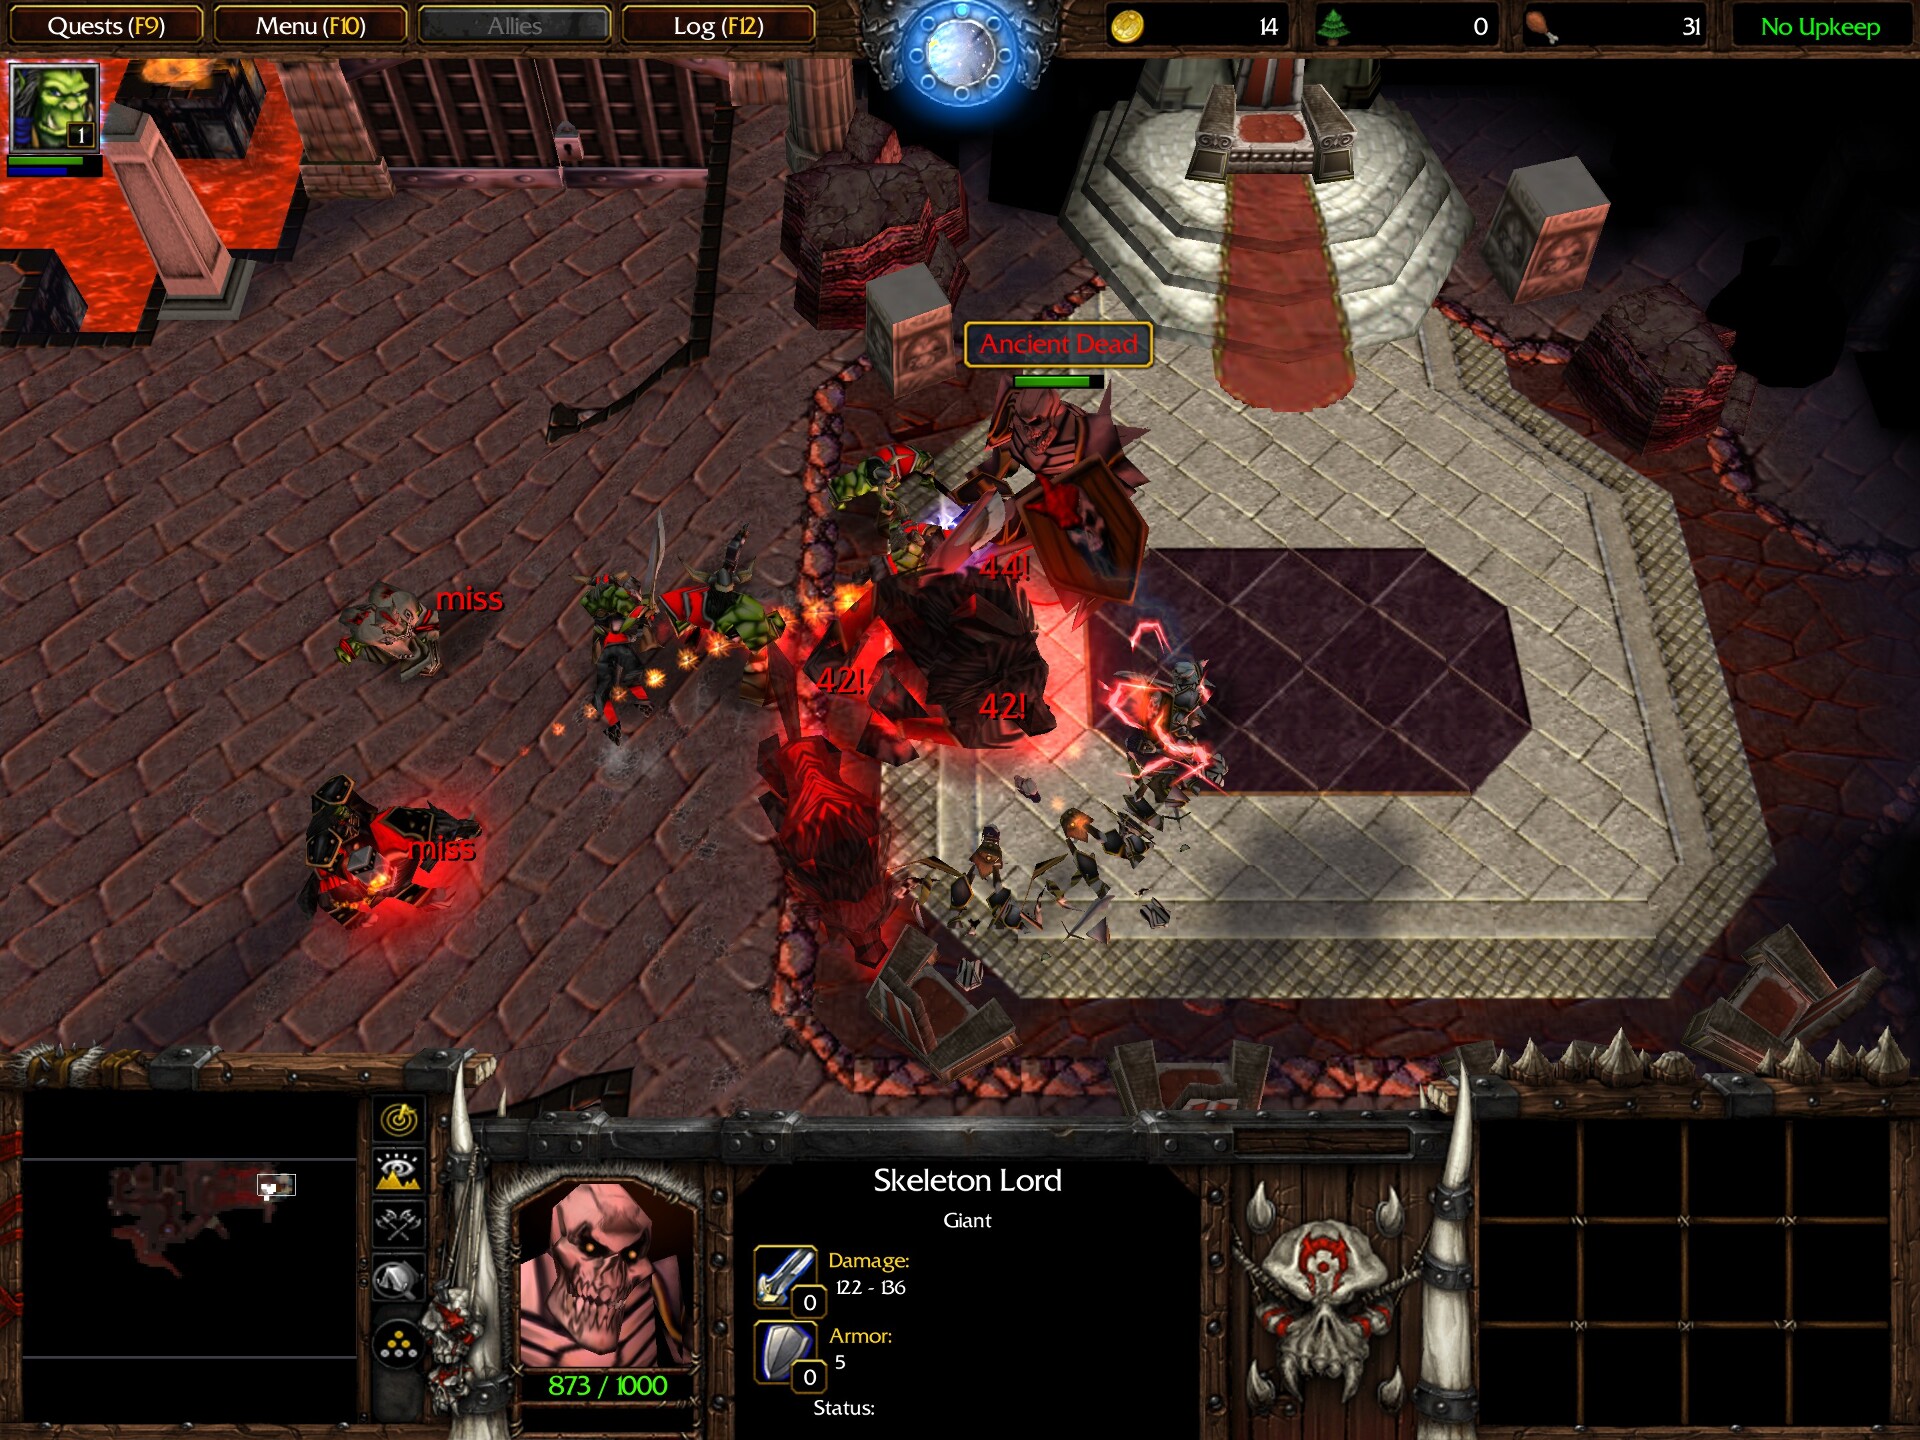 Quests (F9)
Menu (F10)
Allies
Log (F12)
14
0
31
No Upkeep
1
Ancient Dead
44!
miss
42!
42!
miss
Skeleton Lord
Giant
Damage:
122 - 136
0
Armor:
5
0
873 / 1000
Status: